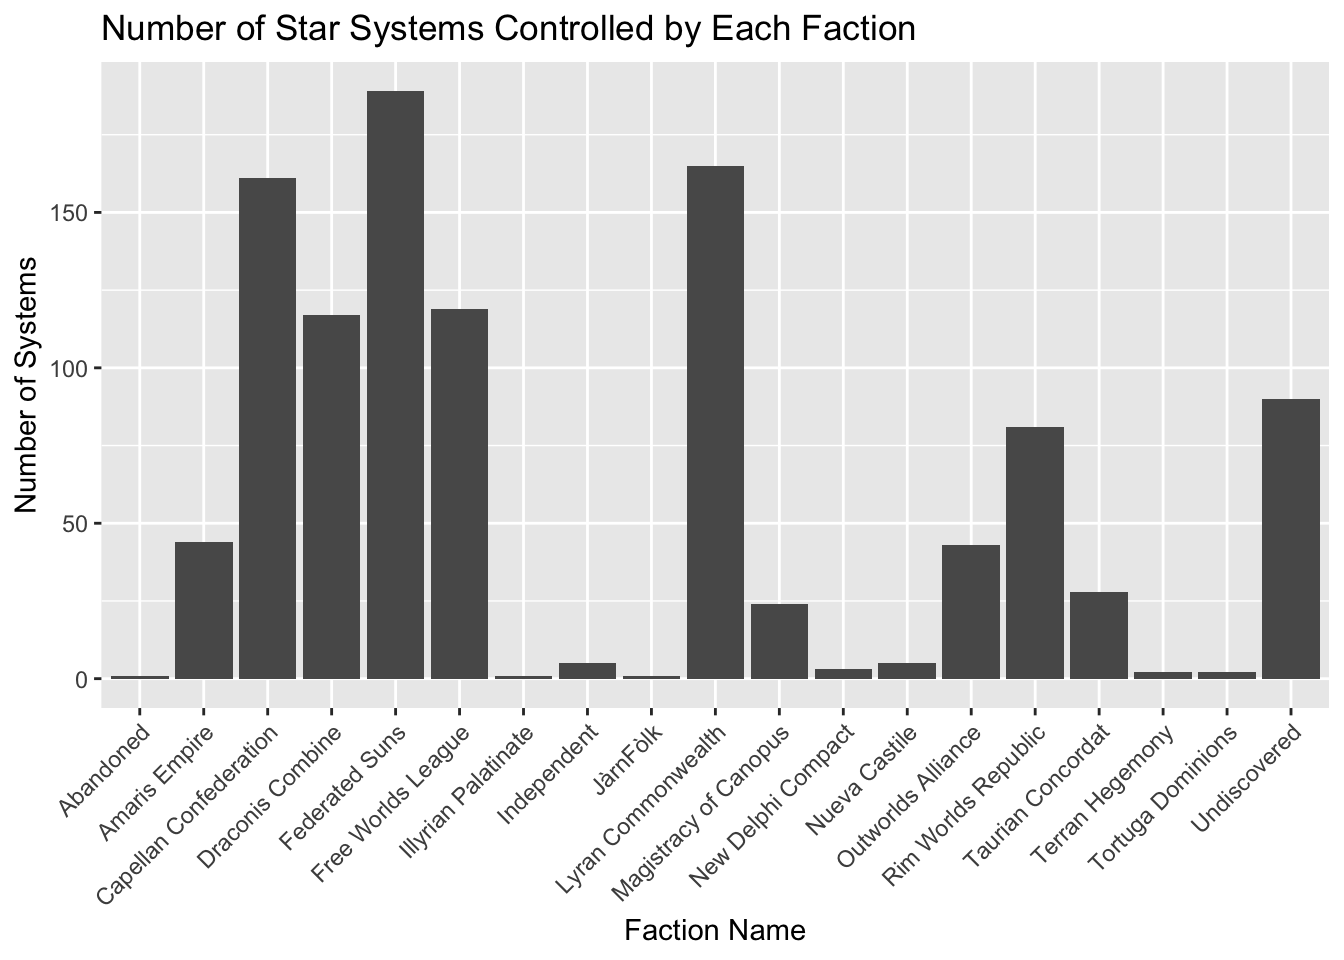 Number of Star Systems Controlled by Each Faction
Number of Systems
150
100
50
0
Abandoned
Amaris Empire
Capellan Confederation
Draconis Combine
Federated Suns
Free Worlds League
Illyrian Palatinate
Independent
JàrnFòlk
Lyran Commonwealth
Magistracy of Canopus
New Delphi Compact
Nueva Castile
Outworlds Alliance
Rim Worlds Republic
Taurian Concordat
Terran Hegemony
Tortuga Dominions
Undiscovered
Faction Name